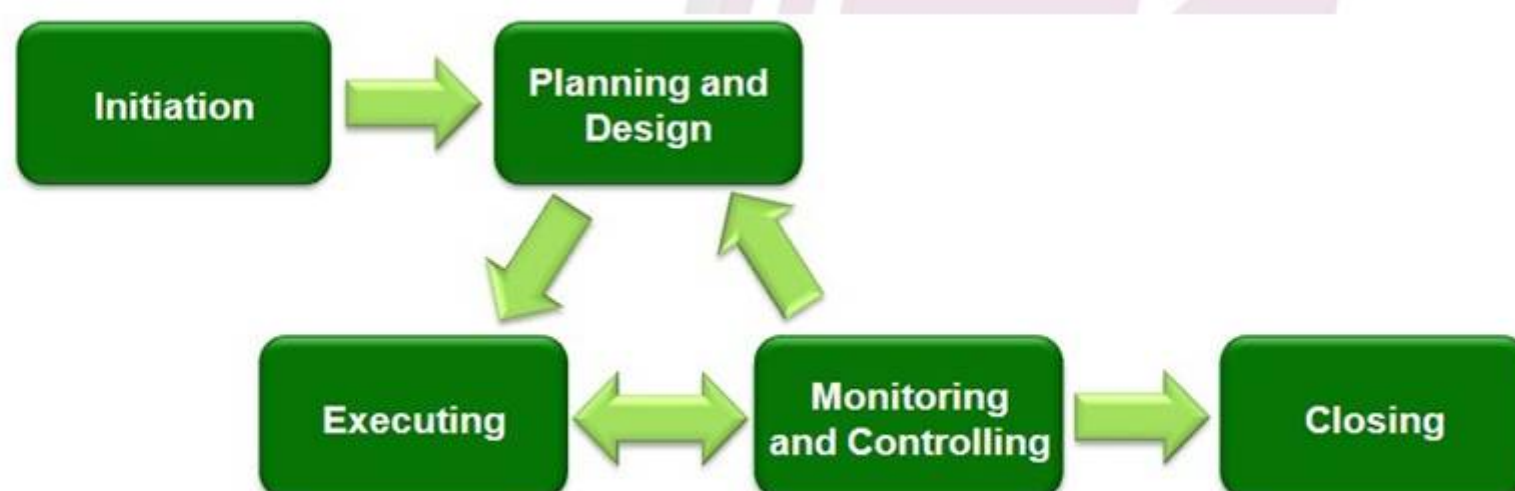 Initiation
Planning and
Design
Executing
Monitoring
and Controlling
Closing